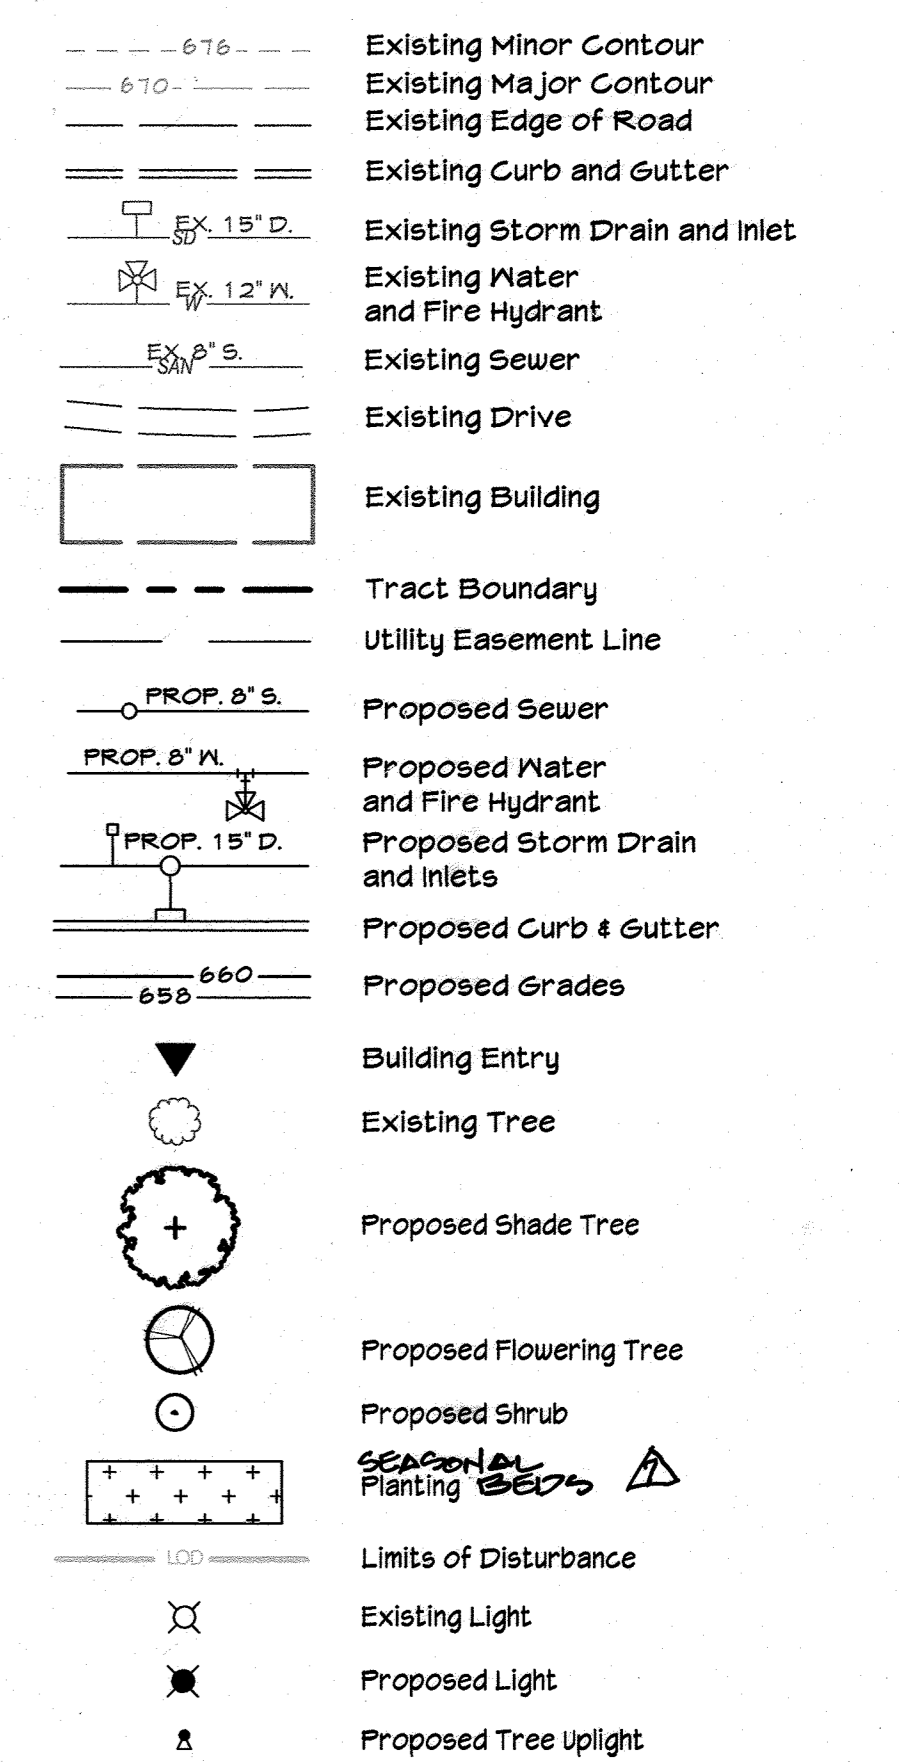 676 Existing Minor Contour
670 Existing Major Contour
Existing Edge of Road
Existing Curb and Gutter
EX. 15" D.
SD
Existing Storm Drain and Inlet
EX. 12" W.
W
Existing Water
and Fire Hydrant
EX. 8" S.
SAN
Existing Sewer
Existing Drive
Existing Building
Tract Boundary
Utility Easement Line
PROP. 8" S.
Proposed Sewer
PROP. 8" W.
Proposed Water
and Fire Hydrant
PROP. 15" D.
Proposed Storm Drain
and Inlets
Proposed Curb & Gutter
660
658
Proposed Grades
Building Entry
Existing Tree
Proposed Shade Tree
Proposed Flowering Tree
Proposed Shrub
SEASONAL
Planting BEDS 1
LOD Limits of Disturbance
Existing Light
Proposed Light
Proposed Tree Uplight